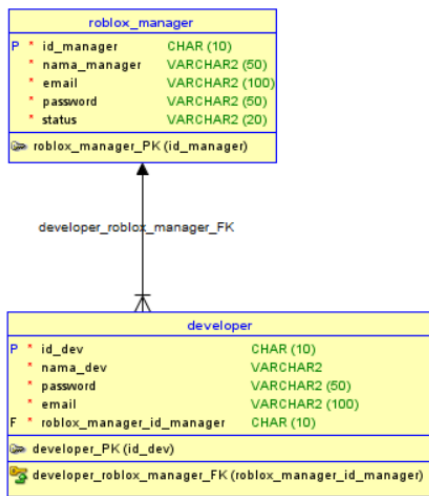 roblox_manager
P * id_manager CHAR (10)
* nama_manager VARCHAR2 (50)
* email VARCHAR2 (100)
* password VARCHAR2 (50)
* status VARCHAR2 (20)
roblox_manager_PK (id_manager)
developer_roblox_manager_FK
developer
P * id_dev CHAR (10)
* nama_dev VARCHAR2
* password VARCHAR2 (50)
* email VARCHAR2 (100)
F * roblox_manager_id_manager CHAR (10)
developer_PK (id_dev)
developer_roblox_manager_FK (roblox_manager_id_manager)